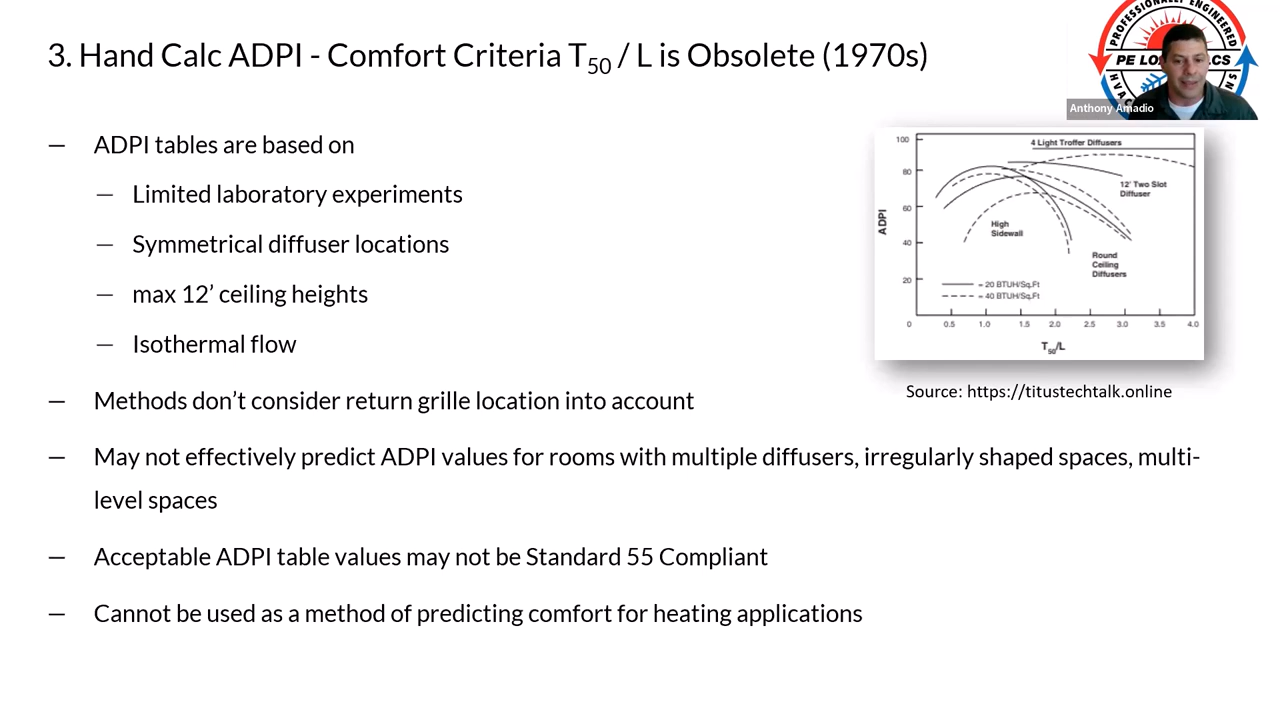 3. Hand Calc ADPI - Comfort Criteria T50 / L is Obsolete (1970s)
PROFESSIONALLY ENGINEERED
PE LO CS
HVAC
NS
Anthony Amadio
— ADPI tables are based on
— Limited laboratory experiments
— Symmetrical diffuser locations
— max 12’ ceiling heights
— Isothermal flow
— Methods don’t consider return grille location into account
— May not effectively predict ADPI values for rooms with multiple diffusers, irregularly shaped spaces, multi-
level spaces
— Acceptable ADPI table values may not be Standard 55 Compliant
— Cannot be used as a method of predicting comfort for heating applications
100
80
60
40
20
0
ADPI
4 Light Troffer Diffusers
12' Two Slot
Diffuser
High
Sidewall
Round
Ceiling
Diffusers
= 20 BTUH/Sq.Ft
= 40 BTUH/Sq.Ft
0.5 1.0 1.5 2.0 2.5 3.0 3.5 4.0
T50/L
Source: https://titustechtalk.online